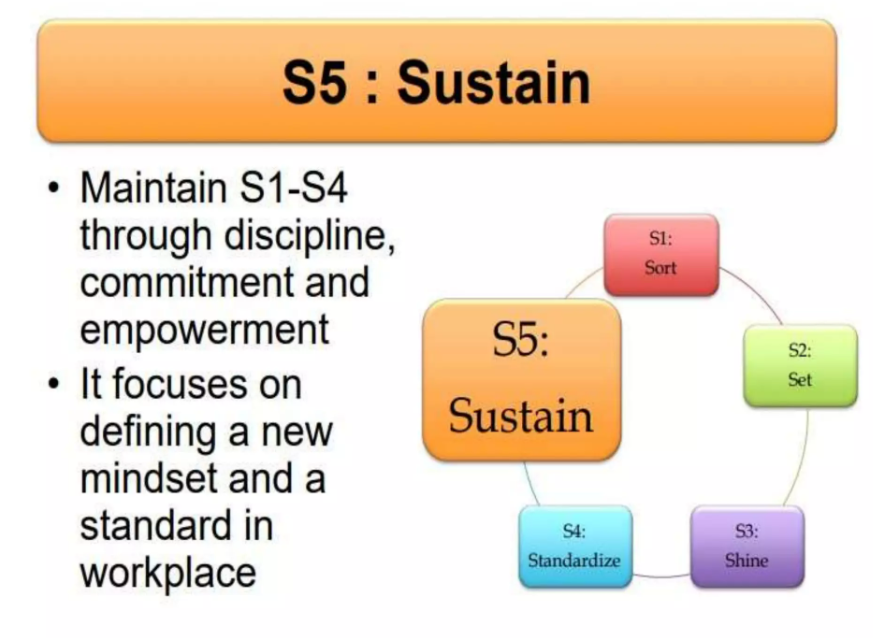 S5 : Sustain
• Maintain S1-S4
through discipline,
commitment and
empowerment
• It focuses on
defining a new
mindset and a
standard in
workplace
S1:
Sort
S2:
Set
S3:
Shine
S4:
Standardize
S5:
Sustain